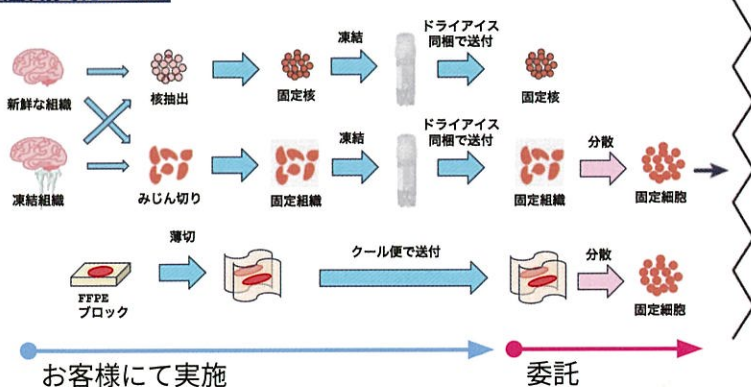 凍結
ドライアイス
同梱で送付
新鮮な組織
核抽出
固定核
固定核
凍結
ドライアイス
同梱で送付
分散
凍結組織
みじん切り
固定組織
固定組織
固定細胞
薄切
クール便で送付
分散
FFPE
ブロック
固定細胞
お客様にて実施
委託